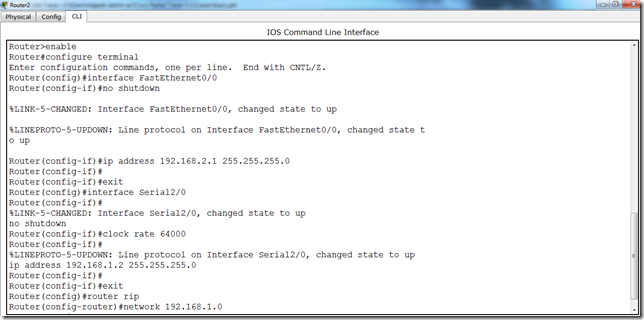 Router2
Physical Config CLI
IOS Command Line Interface
Router>enable
Router#configure terminal
Enter configuration commands, one per line.  End with CNTL/Z.
Router(config)#interface FastEthernet0/0
Router(config-if)#no shutdown
%LINK-5-CHANGED: Interface FastEthernet0/0, changed state to up
%LINEPROTO-5-UPDOWN: Line protocol on Interface FastEthernet0/0, changed state t
o up
Router(config-if)#ip address 192.168.2.1 255.255.255.0
Router(config-if)#
Router(config-if)#exit
Router(config)#interface Serial2/0
Router(config-if)#
%LINK-5-CHANGED: Interface Serial2/0, changed state to up
no shutdown
Router(config-if)#clock rate 64000
Router(config-if)#
%LINEPROTO-5-UPDOWN: Line protocol on Interface Serial2/0, changed state to up
ip address 192.168.1.2 255.255.255.0
Router(config-if)#
Router(config-if)#exit
Router(config)#router rip
Router(config-router)#network 192.168.1.0